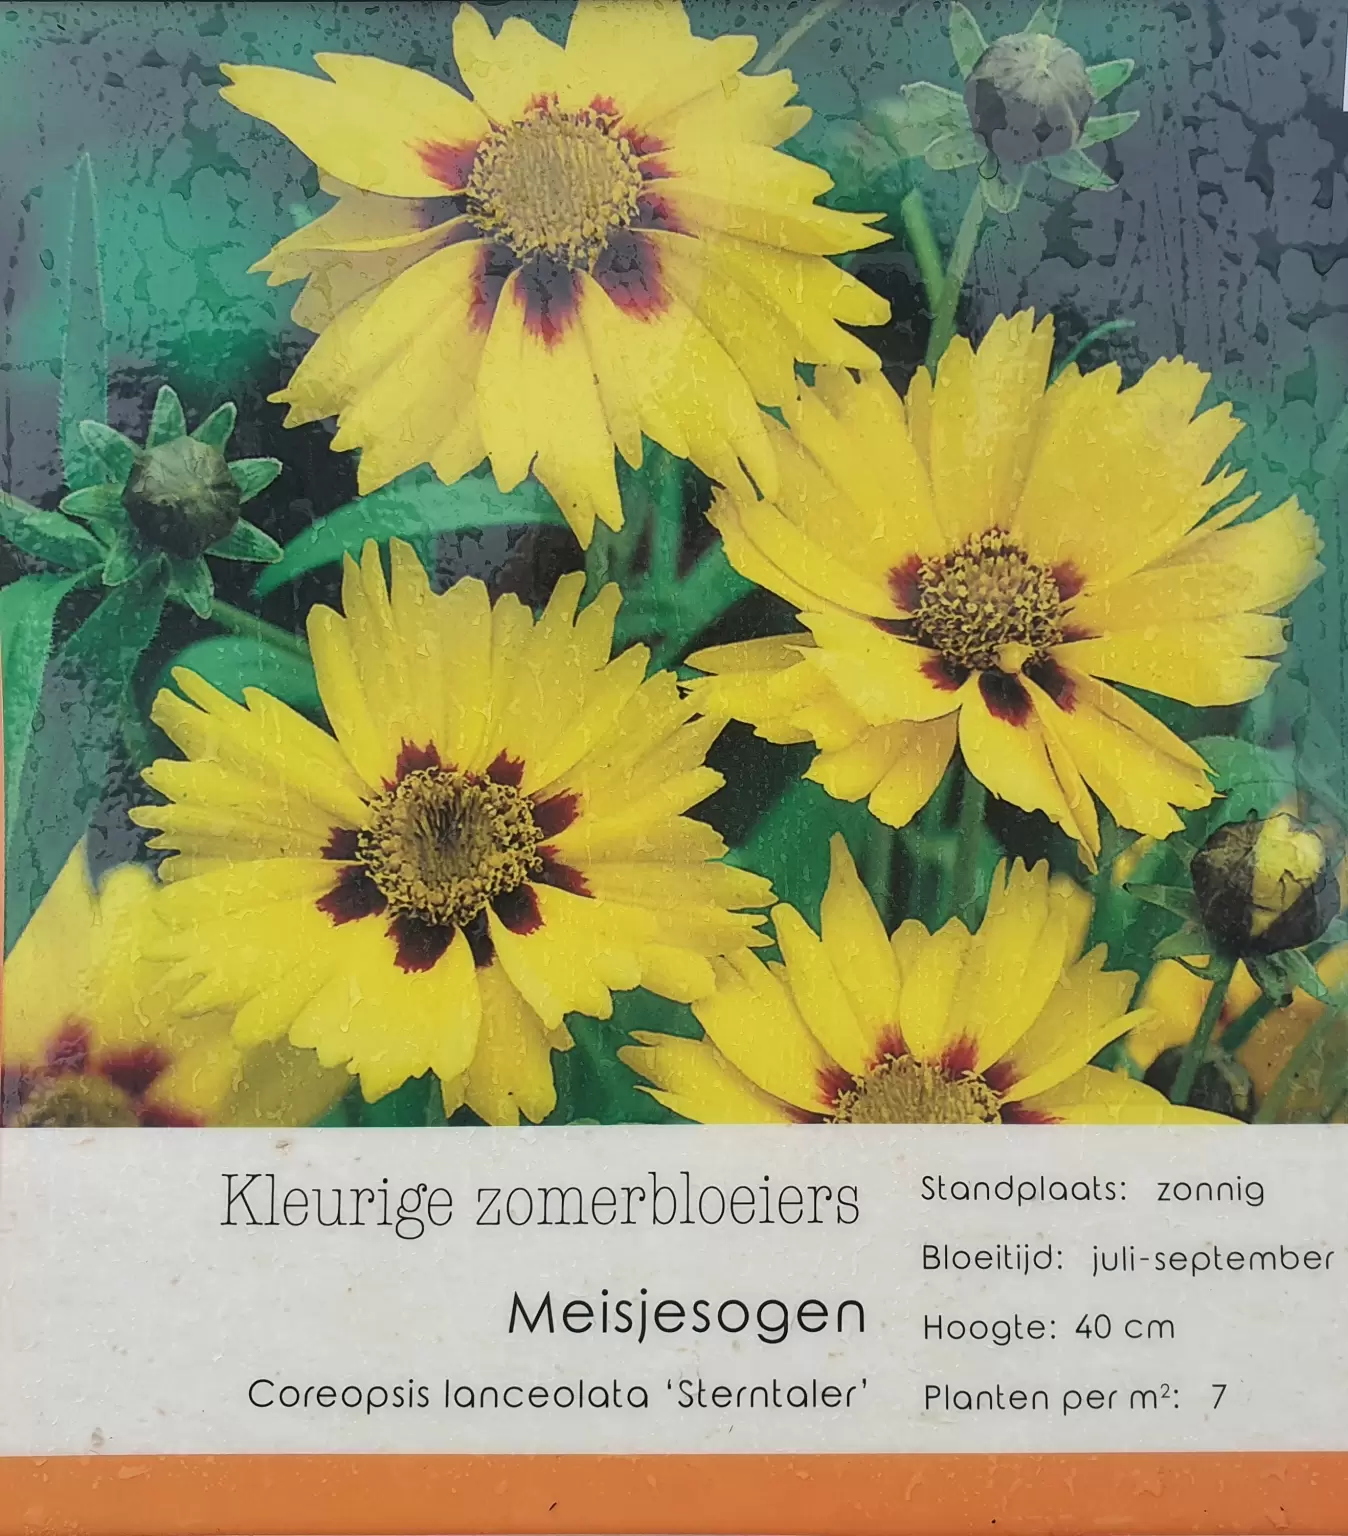 Kleurige zomerbloeiers
Meisjesogen
Coreopsis lanceolata ‘Sterntaler’
Standplaats: zonnig
Bloeitijd: juli-september
Hoogte: 40 cm
Planten per m²: 7